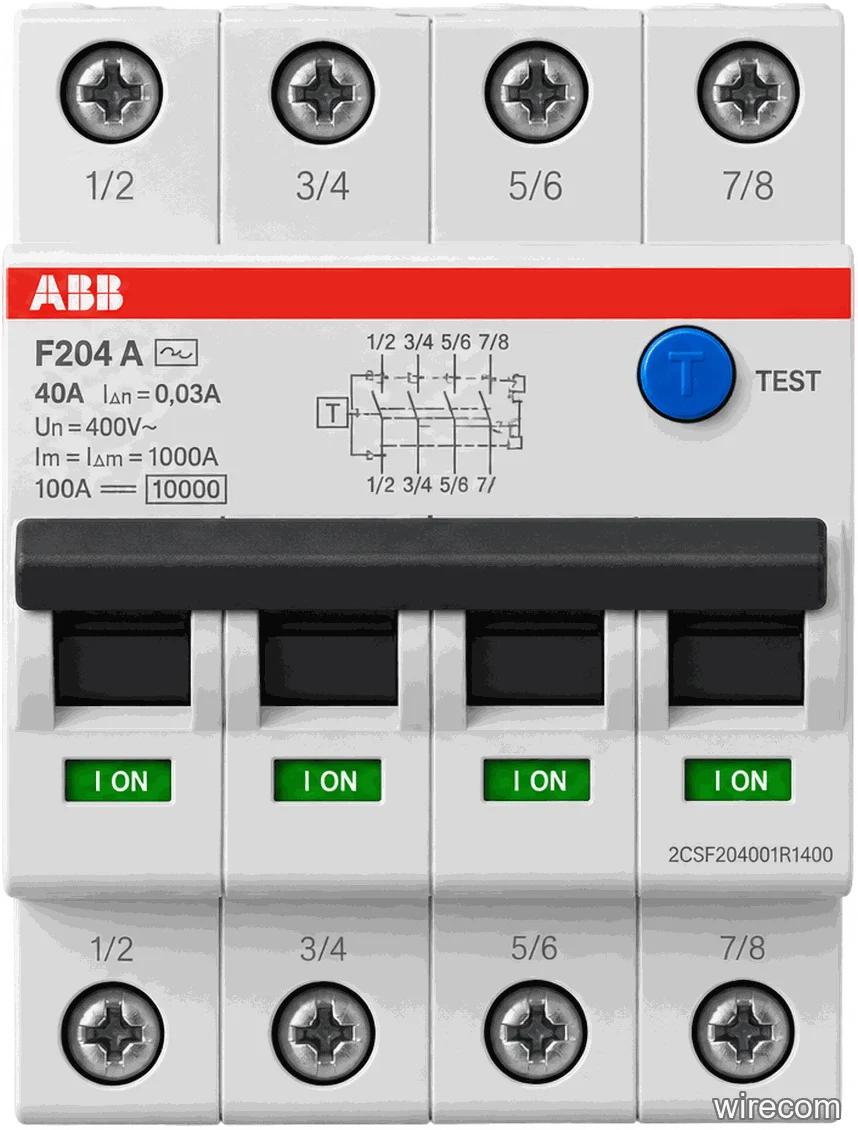 1/2 3/4 5/6 7/8
ABB
F204 A
40A I∆n = 0,03A
Un = 400V~
Im = I∆m = 1000A
100A ⎓ 10000
1/2 3/4 5/6 7/8
T
1/2 3/4 5/6 7/
T
TEST
I ON I ON I ON I ON
2CSF204001R1400
1/2 3/4 5/6 7/8
wirecom